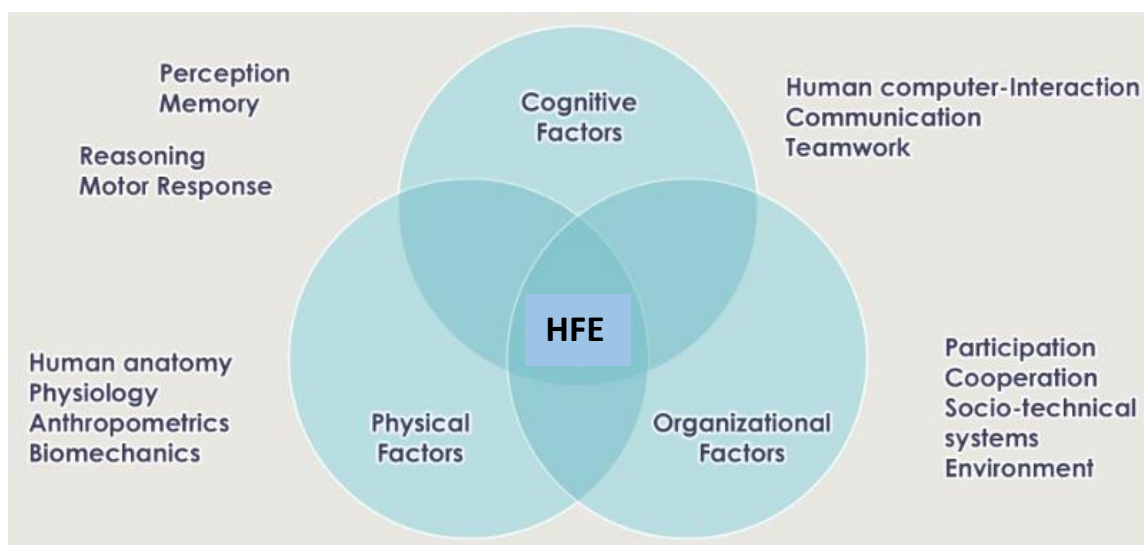 Perception
Memory
Reasoning
Motor Response
Cognitive
Factors
Human computer-Interaction
Communication
Teamwork
HFE
Human anatomy
Physiology
Anthropometrics
Biomechanics
Physical
Factors
Organizational
Factors
Participation
Cooperation
Socio-technical
systems
Environment